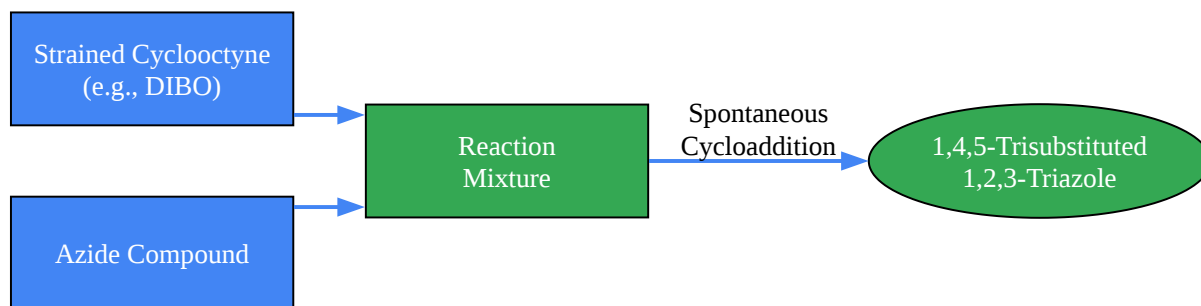 Strained Cyclooctyne
(e.g., DIBO)
Azide Compound
Reaction
Mixture
Spontaneous
Cycloaddition
1,4,5-Trisubstituted
1,2,3-Triazole